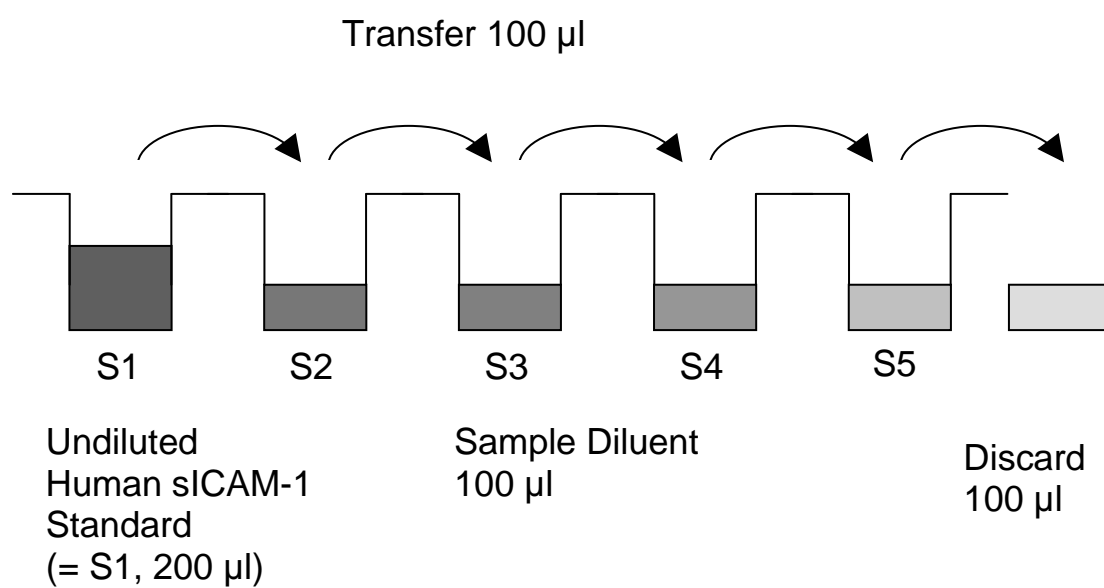 Transfer 100 µl
S1
S2
S3
S4
S5
Undiluted
Human sICAM-1
Standard
(= S1, 200 µl)
Sample Diluent
100 µl
Discard
100 µl